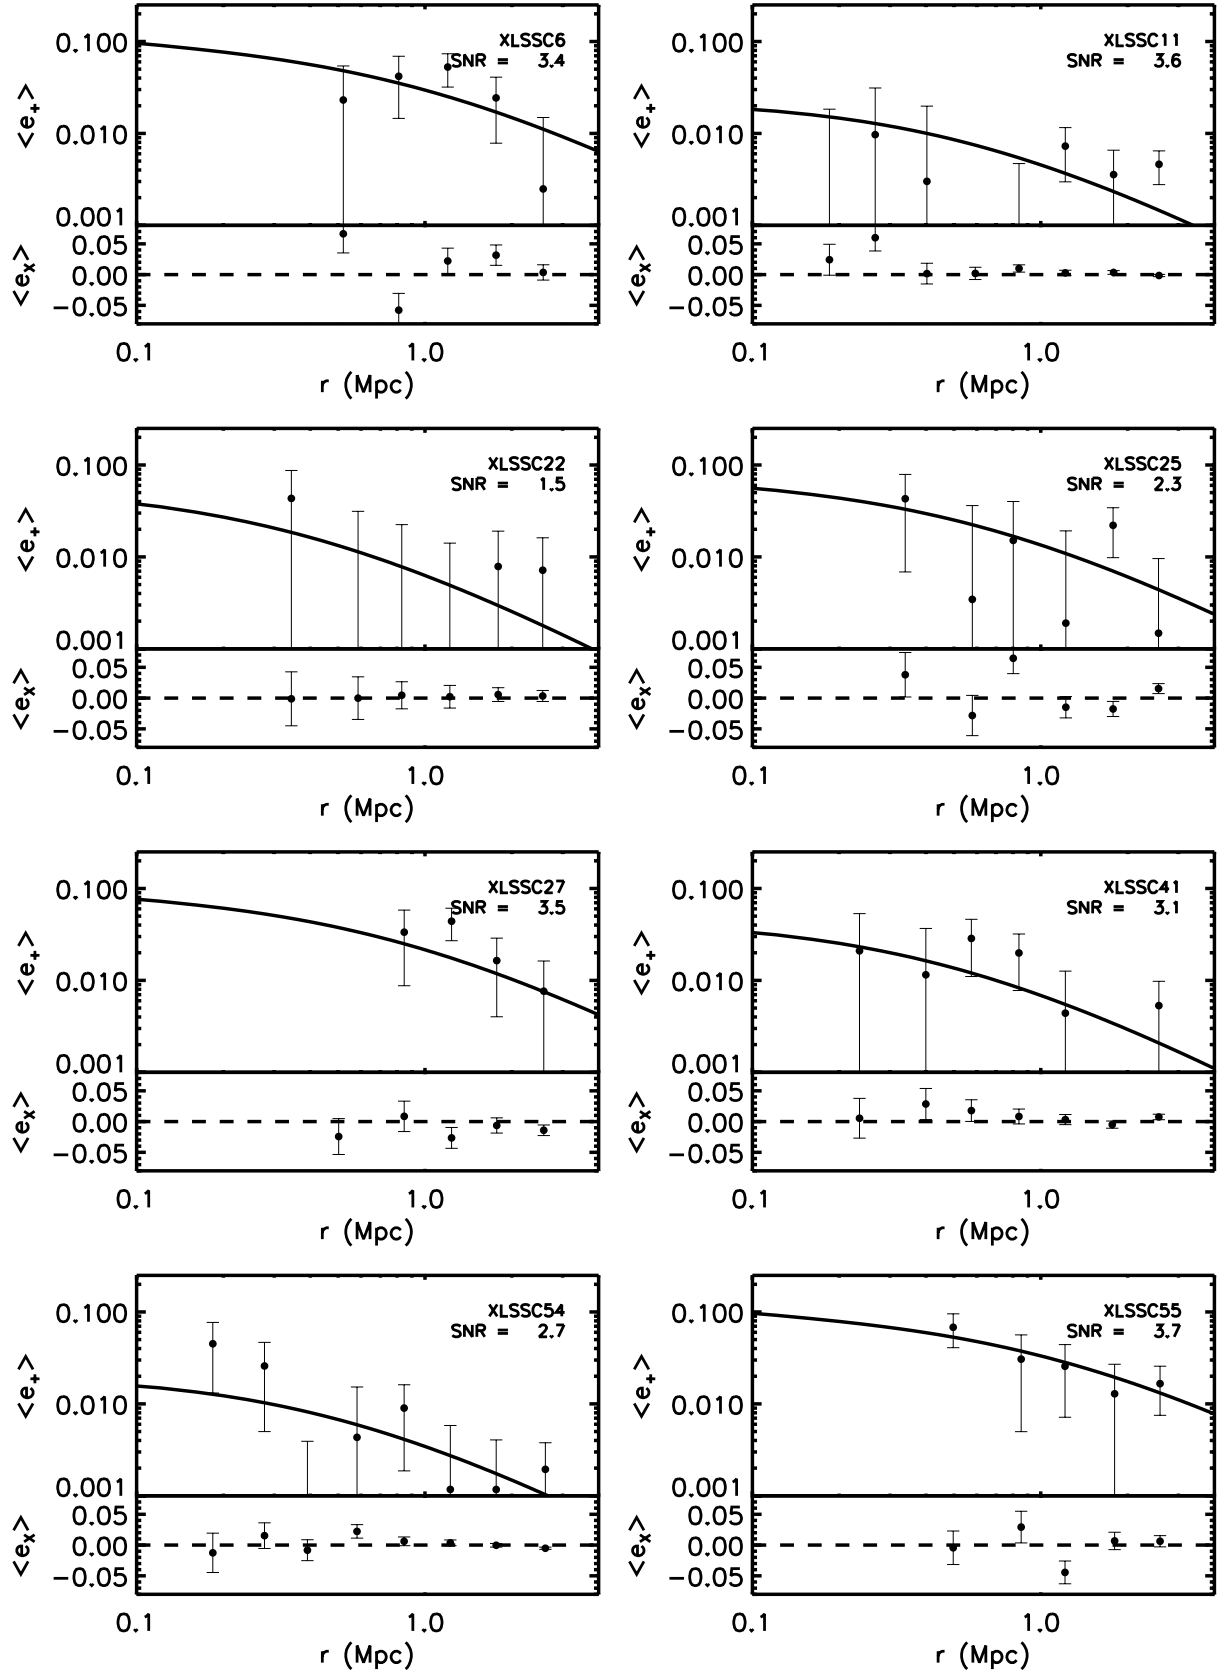 XLSSC6
SNR = 3.4
0.100
0.010
0.001
<e+>
0.05
0.00
−0.05
<ex>
0.1
1.0
r (Mpc)
XLSSC11
SNR = 3.6
0.100
0.010
0.001
<e+>
0.05
0.00
−0.05
<ex>
0.1
1.0
r (Mpc)
XLSSC22
SNR = 1.5
0.100
0.010
0.001
<e+>
0.05
0.00
−0.05
<ex>
0.1
1.0
r (Mpc)
XLSSC25
SNR = 2.3
0.100
0.010
0.001
<e+>
0.05
0.00
−0.05
<ex>
0.1
1.0
r (Mpc)
XLSSC27
SNR = 3.5
0.100
0.010
0.001
<e+>
0.05
0.00
−0.05
<ex>
0.1
1.0
r (Mpc)
XLSSC41
SNR = 3.1
0.100
0.010
0.001
<e+>
0.05
0.00
−0.05
<ex>
0.1
1.0
r (Mpc)
XLSSC54
SNR = 2.7
0.100
0.010
0.001
<e+>
0.05
0.00
−0.05
<ex>
0.1
1.0
r (Mpc)
XLSSC55
SNR = 3.7
0.100
0.010
0.001
<e+>
0.05
0.00
−0.05
<ex>
0.1
1.0
r (Mpc)